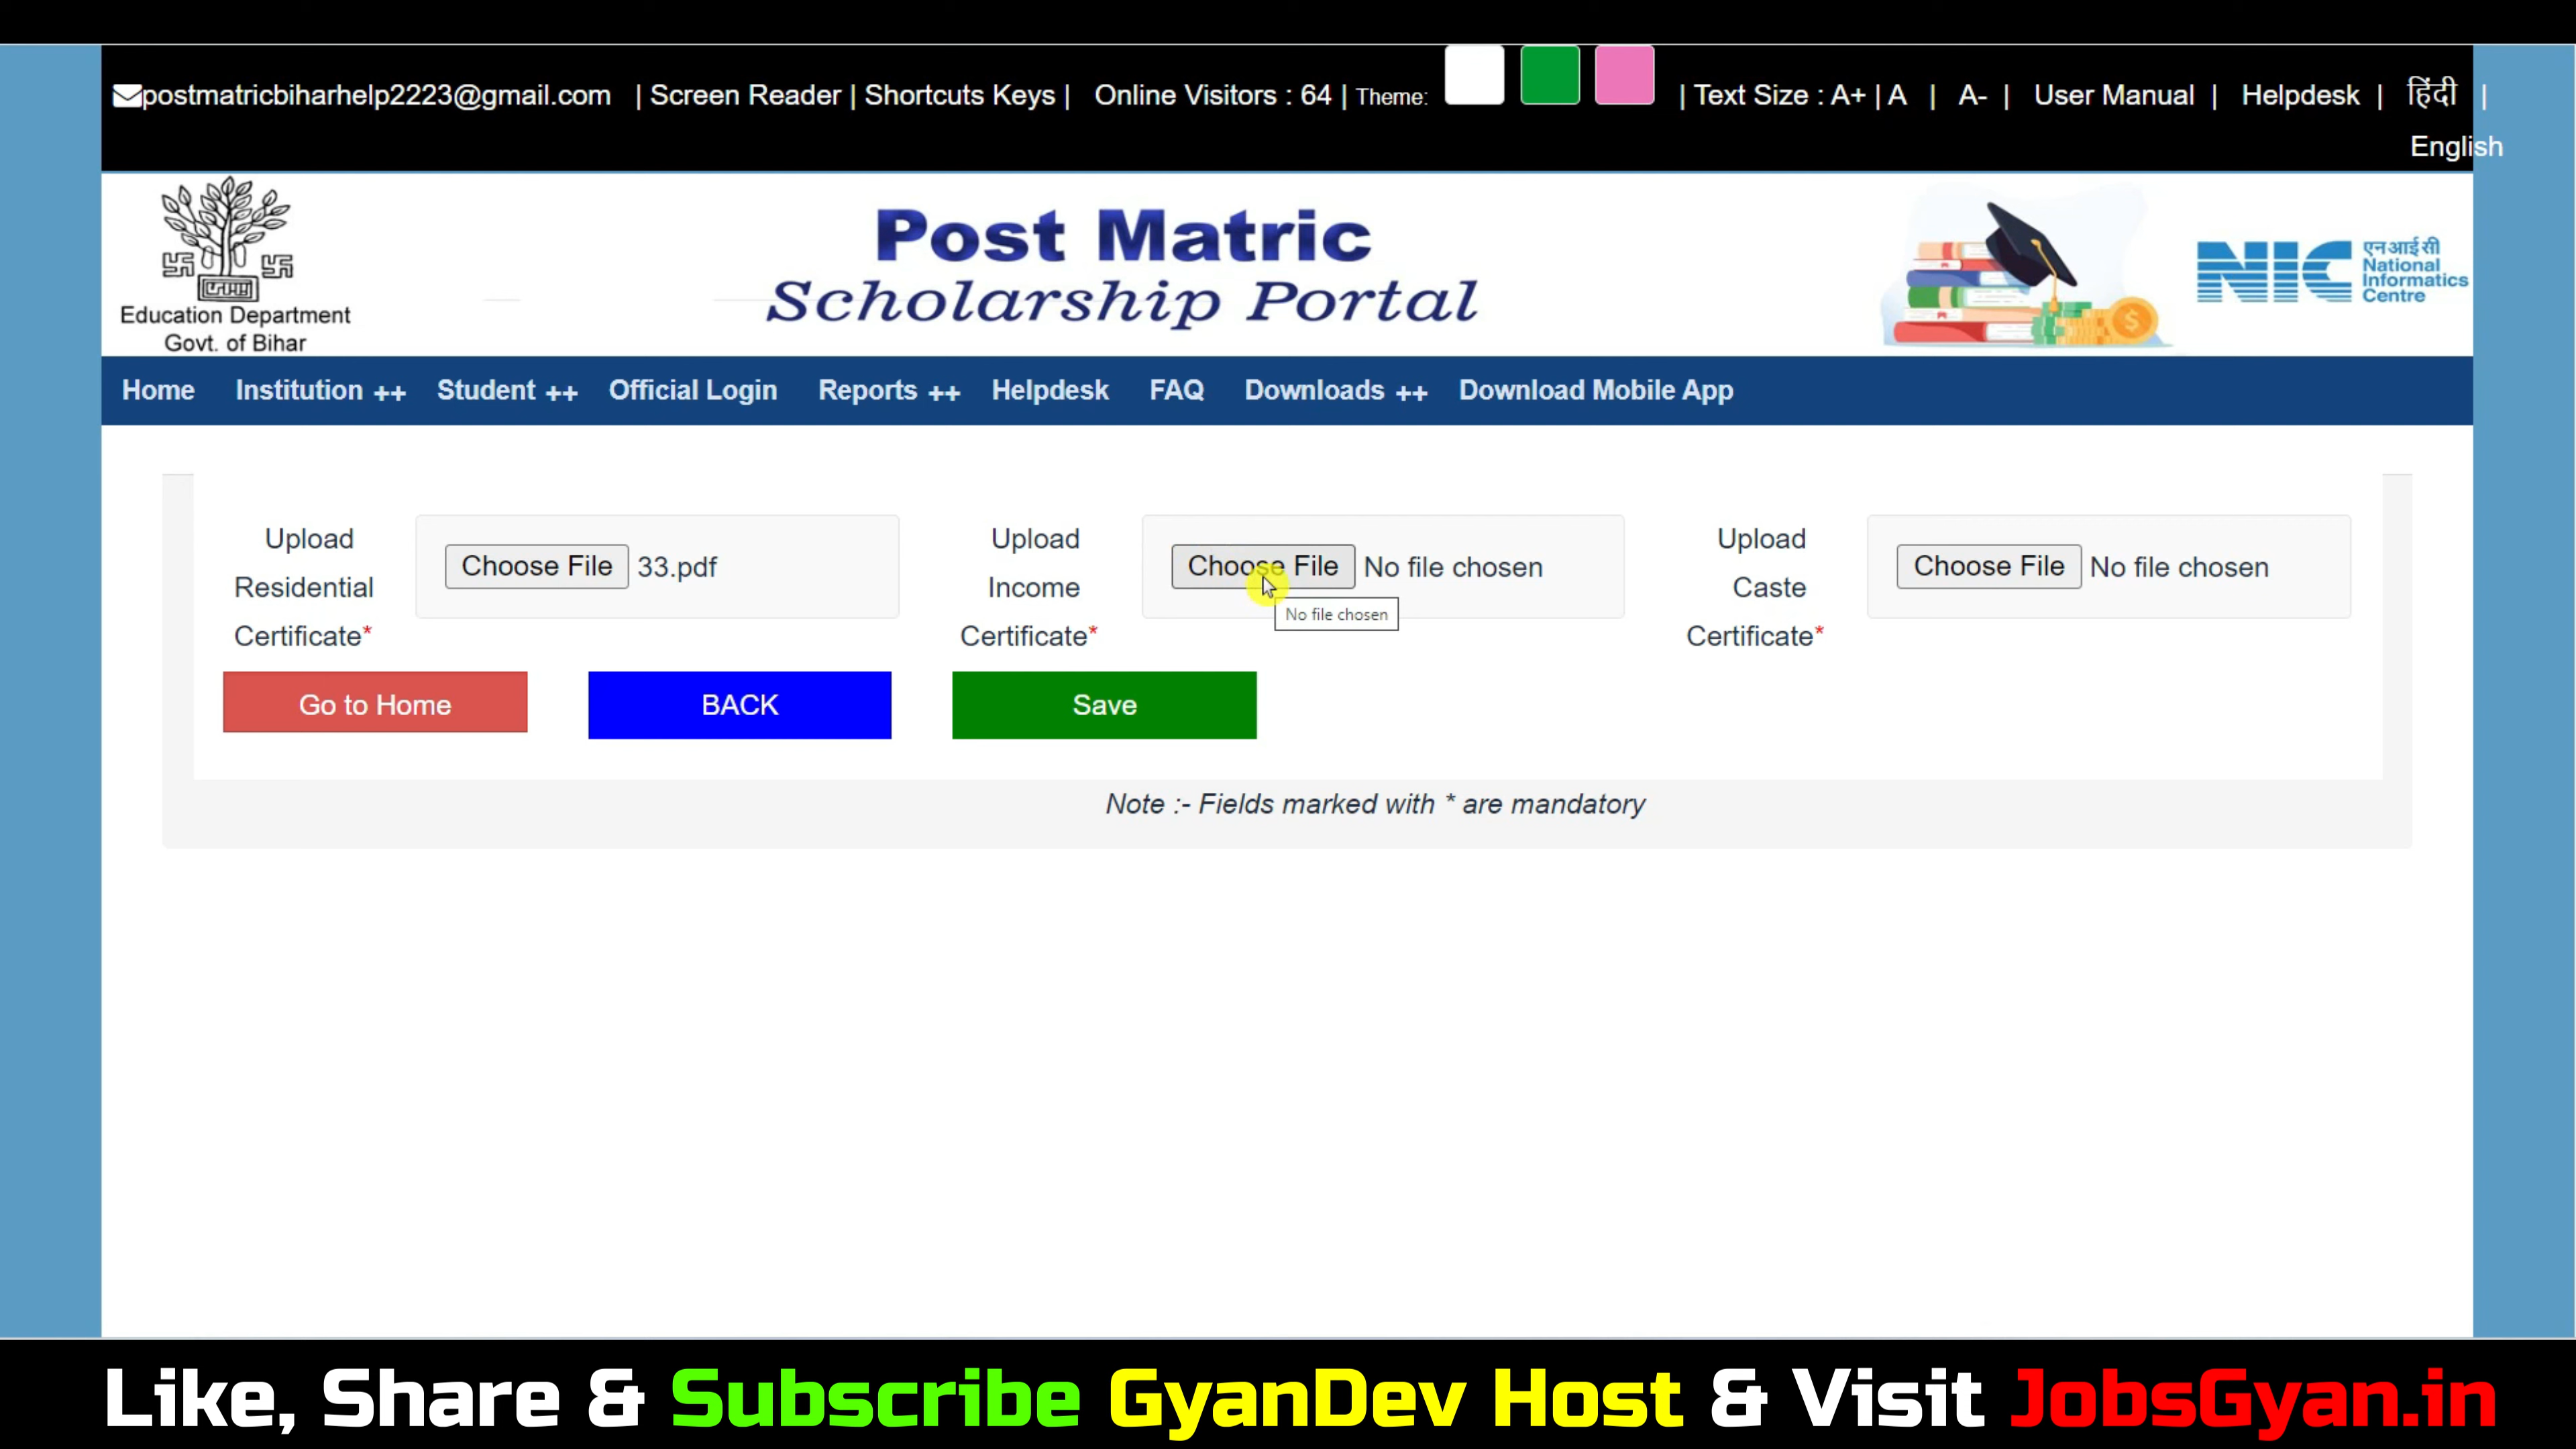 postmatricbiharhelp2223@gmail.com | Screen Reader | Shortcuts Keys | Online Visitors : 64 | Theme: | Text Size : A+ | A | A- | User Manual | Helpdesk | हिंदी |
English
Education Department
Govt. of Bihar
Post Matric
Scholarship Portal
NIC
एन आई सी
National
Informatics
Centre
Home Institution ++ Student ++ Official Login Reports ++ Helpdesk FAQ Downloads ++ Download Mobile App
Upload
Residential
Certificate*
Choose File 33.pdf
Upload
Income
Certificate*
Choose File No file chosen
No file chosen
Upload
Caste
Certificate*
Choose File No file chosen
Go to Home BACK Save
Note :- Fields marked with * are mandatory
Like, Share & Subscribe GyanDev Host & Visit JobsGyan.in